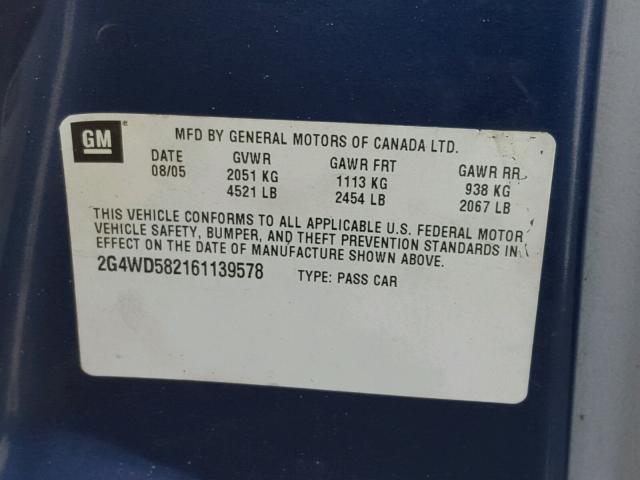 GM®
MFD BY GENERAL MOTORS OF CANADA LTD.
DATE GVWR GAWR FRT GAWR RR
08/05 2051 KG 1113 KG 938 KG
4521 LB 2454 LB 2067 LB
THIS VEHICLE CONFORMS TO ALL APPLICABLE U.S. FEDERAL MOTOR
VEHICLE SAFETY, BUMPER, AND THEFT PREVENTION STANDARDS IN
EFFECT ON THE DATE OF MANUFACTURE SHOWN ABOVE.
2G4WD582161139578 TYPE: PASS CAR